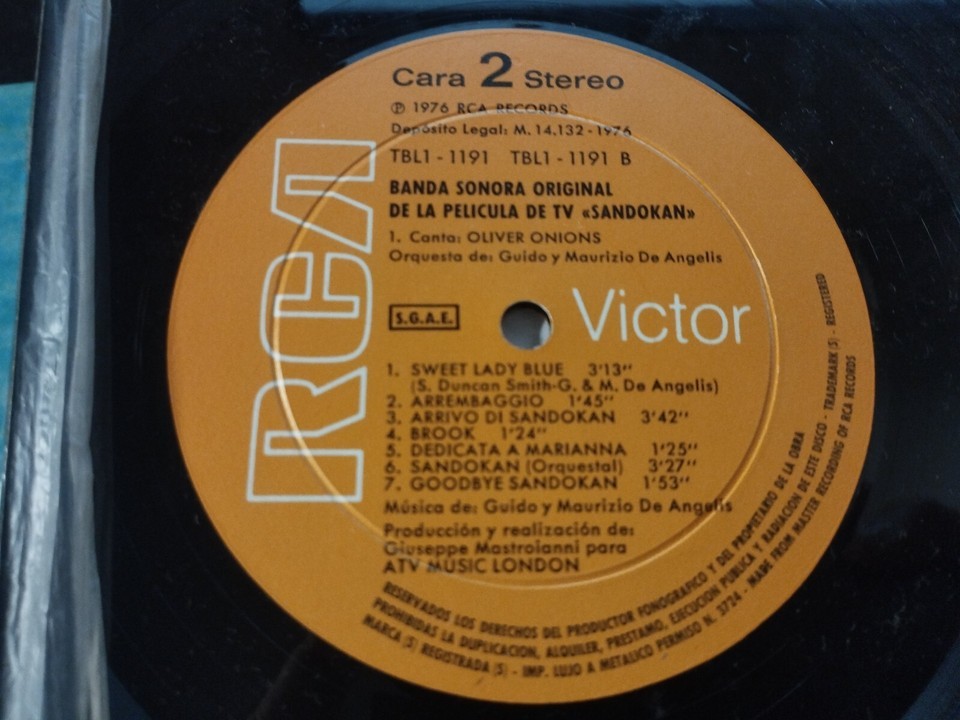 Cara 2 Stereo
℗ 1976 RCA RECORDS
Depósito Legal: M. 14.132-1976
TBL1-1191 TBL1-1191 B
BANDA SONORA ORIGINAL
DE LA PELICULA DE TV «SANDOKAN»
1. Canta: OLIVER ONIONS
Orquesta de: Guido y Maurizio De Angelis
RCA
S.G.A.E.
Victor
1. SWEET LADY BLUE 3'13"
(S. Duncan Smith-G. & M. De Angelis)
2. ARREMBAGGIO 1'45"
3. ARRIVO DI SANDOKAN 3'42"
4. BROOK 1'24"
5. DEDICATA A MARIANNA 1'25"
6. SANDOKAN (Orquestal) 3'27"
7. GOODBYE SANDOKAN 1'53"
Música de: Guido y Maurizio De Angelis
Producción y realización de:
Giuseppe Mastroianni para
ATV MUSIC LONDON
RESERVADOS LOS DERECHOS DEL PRODUCTOR FONOGRAFICO Y DEL PROPIETARIO DE LA OBRA
PROHIBIDAS LA DUPLICACION, ALQUILER, PRESTAMO, EJECUCION PUBLICA Y RADIACION DE ESTE DISCO - TRADEMARK (S) - REGISTERED
MARCA (S) REGISTRADA (S) - IMP. LUJO A METALICO PERMISO N. 3724 - MADE FROM MASTER RECORDING OF RCA RECORDS